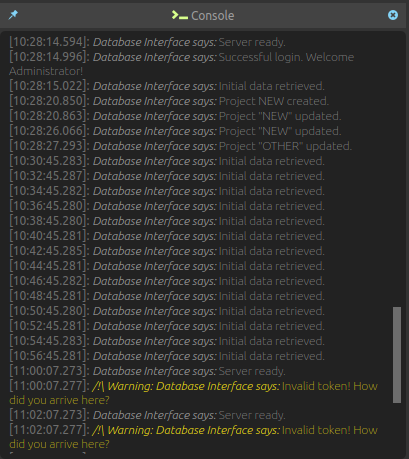 Console
[10:28:14.594]: Database Interface says: Server ready.
[10:28:14.996]: Database Interface says: Successful login. Welcome
Administrator!
[10:28:15.022]: Database Interface says: Initial data retrieved.
[10:28:20.850]: Database Interface says: Project NEW created.
[10:28:20.863]: Database Interface says: Project "NEW" updated.
[10:28:26.066]: Database Interface says: Project "NEW" updated.
[10:28:27.293]: Database Interface says: Project "OTHER" updated.
[10:30:45.283]: Database Interface says: Initial data retrieved.
[10:32:45.287]: Database Interface says: Initial data retrieved.
[10:34:45.282]: Database Interface says: Initial data retrieved.
[10:36:45.280]: Database Interface says: Initial data retrieved.
[10:38:45.280]: Database Interface says: Initial data retrieved.
[10:40:45.281]: Database Interface says: Initial data retrieved.
[10:42:45.285]: Database Interface says: Initial data retrieved.
[10:44:45.281]: Database Interface says: Initial data retrieved.
[10:46:45.282]: Database Interface says: Initial data retrieved.
[10:48:45.281]: Database Interface says: Initial data retrieved.
[10:50:45.280]: Database Interface says: Initial data retrieved.
[10:52:45.281]: Database Interface says: Initial data retrieved.
[10:54:45.283]: Database Interface says: Initial data retrieved.
[10:56:45.281]: Database Interface says: Initial data retrieved.
[11:00:07.273]: Database Interface says: Server ready.
[11:00:07.277]: /!\ Warning: Database Interface says: Invalid token! How
did you arrive here?
[11:02:07.273]: Database Interface says: Server ready.
[11:02:07.277]: /!\ Warning: Database Interface says: Invalid token! How
did you arrive here?